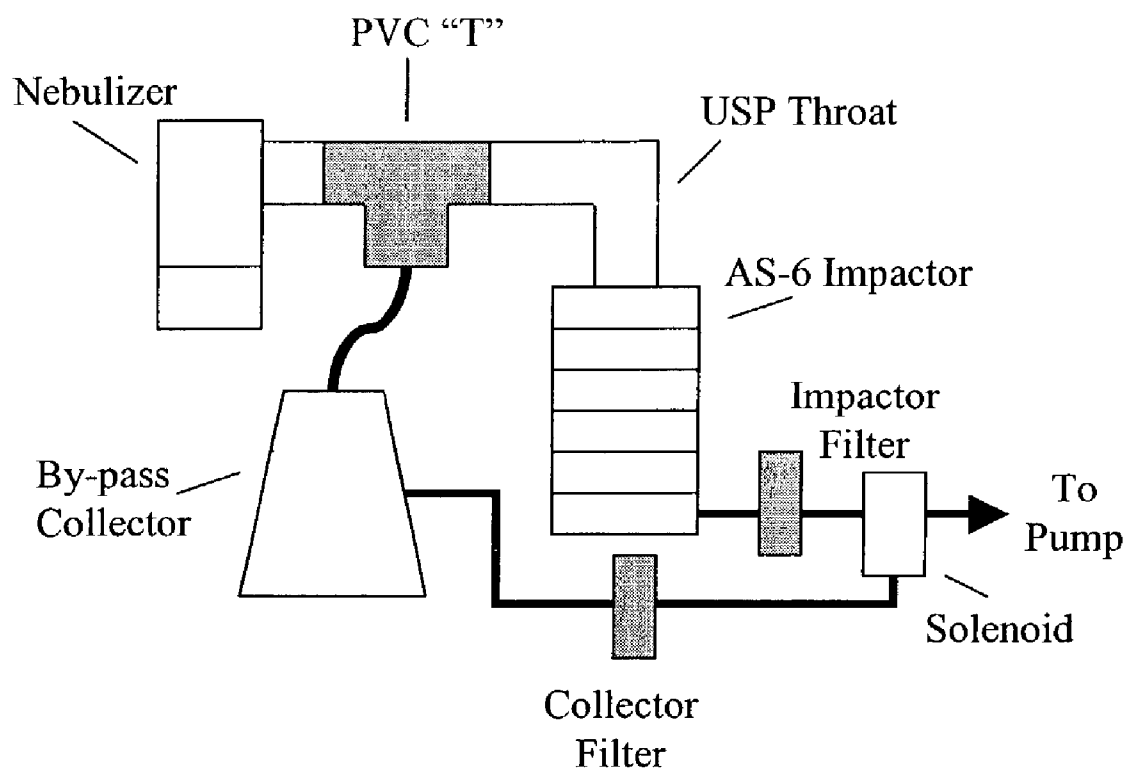 PVC “T”
Nebulizer
USP Throat
AS-6 Impactor
Impactor
Filter
By-pass
Collector
To
Pump
Solenoid
Collector
Filter